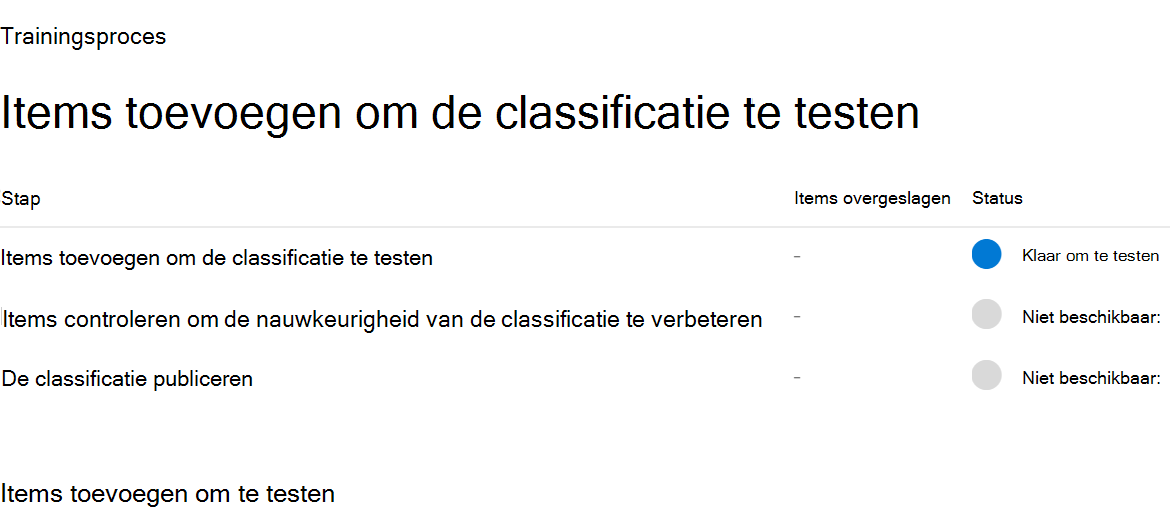 Trainingsproces
Items toevoegen om de classificatie te testen
Stap Items overgeslagen Status
Items toevoegen om de classificatie te testen - Klaar om te testen
Items controleren om de nauwkeurigheid van de classificatie te verbeteren - Niet beschikbaar:
De classificatie publiceren - Niet beschikbaar:
Items toevoegen om te testen